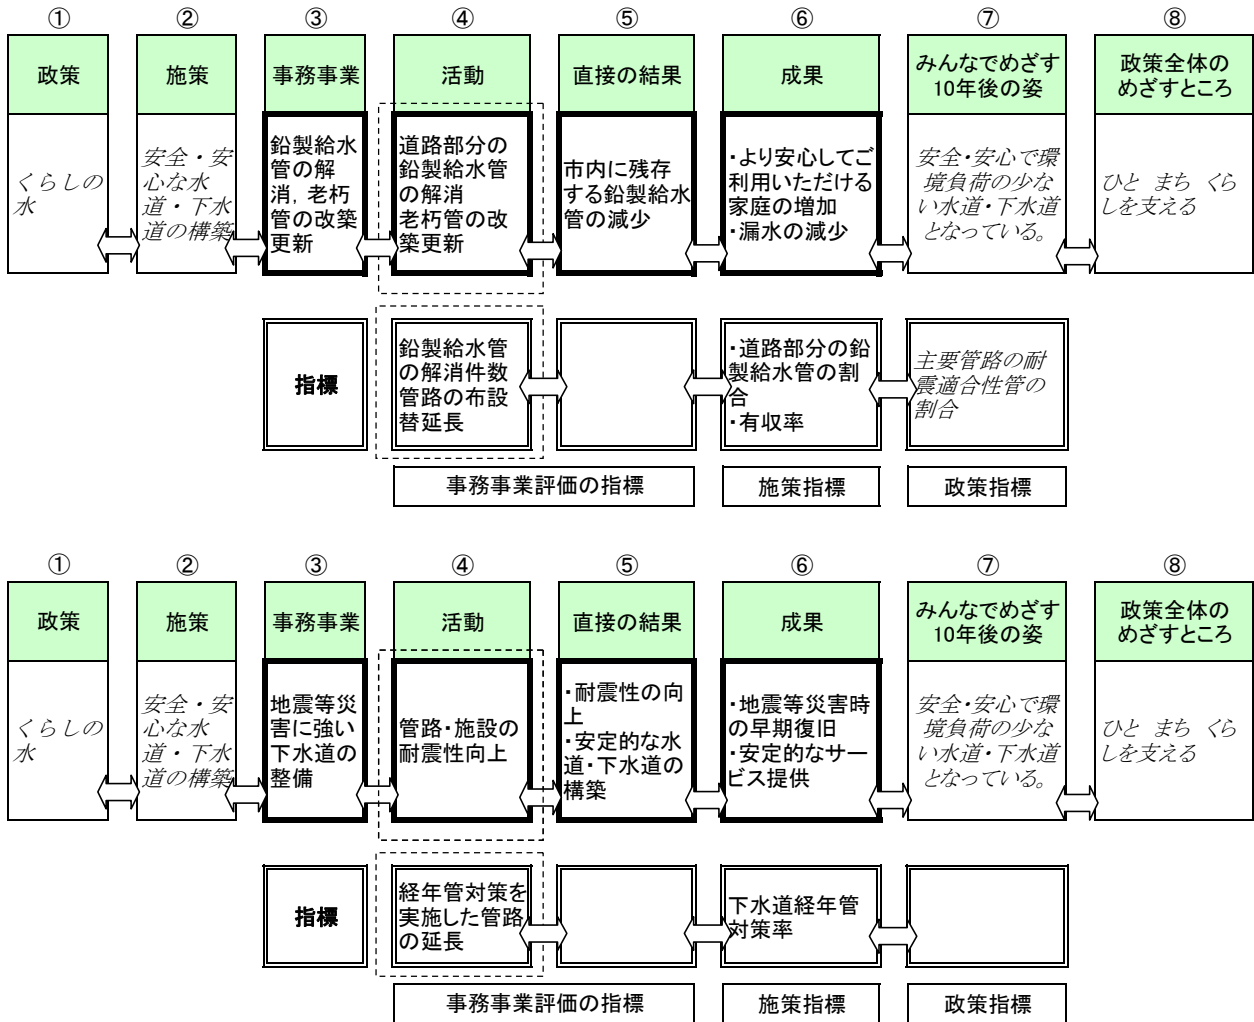 ① ② ③ ④ ⑤ ⑥ ⑦ ⑧
政策
施策
事務事業
活動
直接の結果
成果
みんなでめざす
10年後の姿
政策全体の
めざすところ
くらしの
水
安全・安
心な水
道・下水
道の構築
鉛製給水
管の解
消，老朽
管の改築
更新
道路部分の
鉛製給水管
の解消
老朽管の改
築更新
市内に残存
する鉛製給水
管の減少
・より安心してご
利用いただける
家庭の増加
・漏水の減少
安全・安心で環
境負荷の少な
い水道・下水道
となっている。
ひと まち くら
しを支える
指標
鉛製給水管
の解消件数
管路の布設
替延長
・道路部分の鉛
製給水管の割
合
・有収率
主要管路の耐
震適合性管の
割合
事務事業評価の指標
施策指標
政策指標
① ② ③ ④ ⑤ ⑥ ⑦ ⑧
政策
施策
事務事業
活動
直接の結果
成果
みんなでめざす
10年後の姿
政策全体の
めざすところ
くらしの
水
安全・安
心な水
道・下水
道の構築
地震等災
害に強い
下水道の
整備
管路・施設の
耐震性向上
・耐震性の向
上
・安定的な水
道・下水道の
構築
・地震等災害時
の早期復旧
・安定的なサー
ビス提供
安全・安心で環
境負荷の少な
い水道・下水道
となっている。
ひと まち くら
しを支える
指標
経年管対策を
実施した管路
の延長
下水道経年管
対策率
事務事業評価の指標
施策指標
政策指標